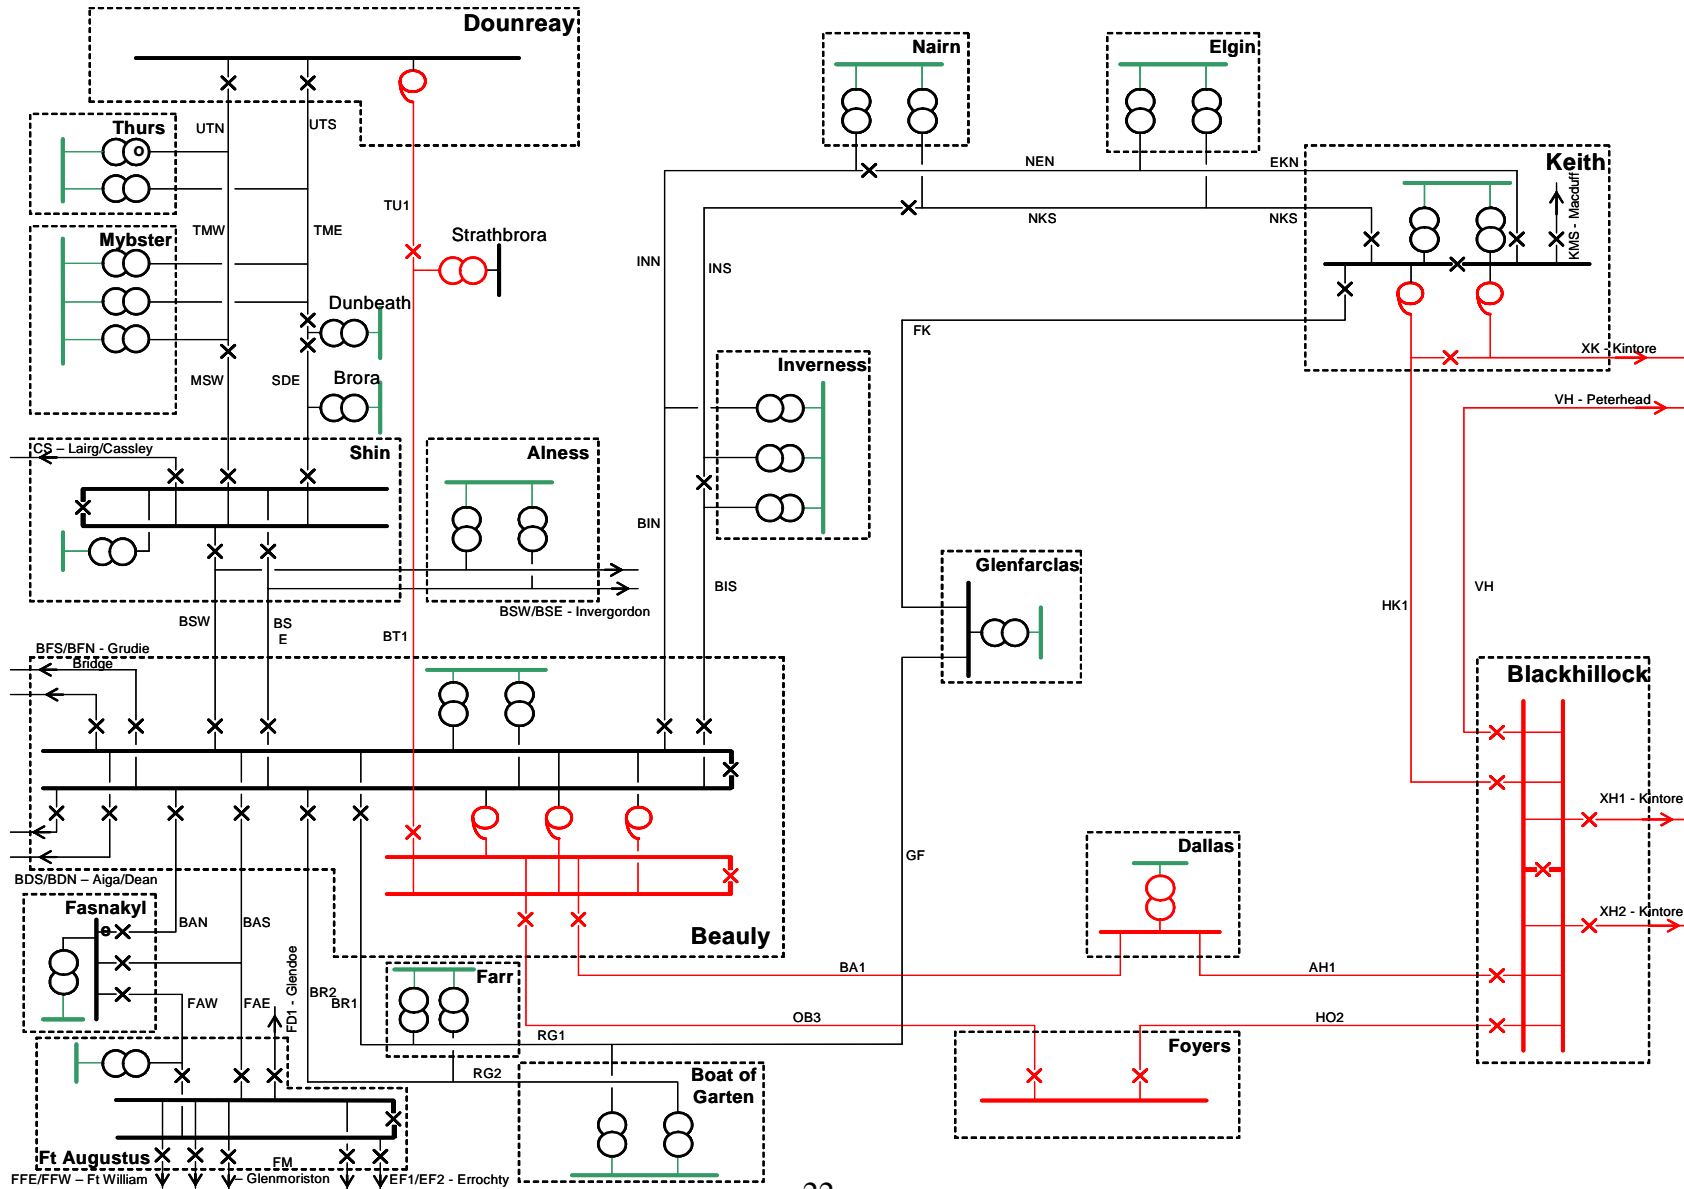 Dounreay
Nairn
Elgin
Thurs
UTN
UTS
Keith
NEN
EKN
KMS - Macduff
TU1
NKS
NKS
TMW
TME
Mybster
Strathbrora
INN
INS
Dunbeath
FK
XK - Kintore
Inverness
MSW
SDE
Brora
VH - Peterhead
CS – Lairg/Cassley
Shin
Alness
BIN
Glenfarclas
BIS
VH
HK1
BSW/BSE - Invergordon
BSW
BS
E
BT1
BFS/BFN - Grudie
Bridge
Blackhillock
XH1 - Kintore
Dallas
GF
BDS/BDN – Aiga/Dean
Fasnakyl
BAN
BAS
Beauly
XH2 - Kintore
BA1
AH1
Farr
FD1 - Glendoe
BR2
BR1
FAW
FAE
OB3
HO2
RG1
Foyers
RG2
Boat of
Garten
Ft Augustus
FM
FFE/FFW – Ft William
– Glenmoriston
EF1/EF2 - Errochty
22